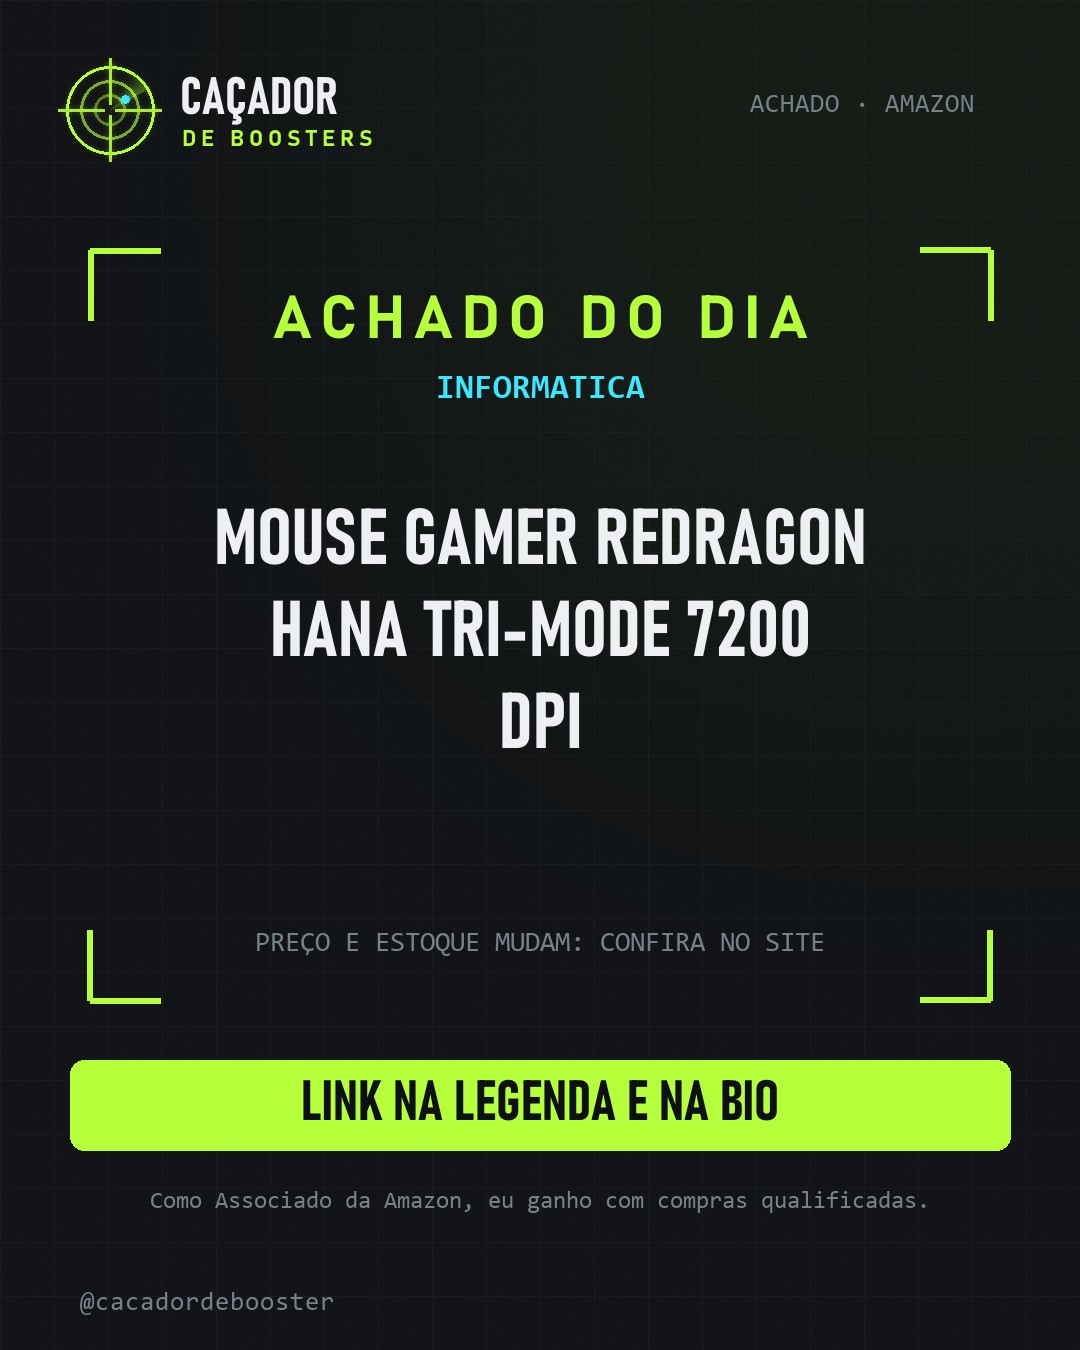 CAÇADOR
DE BOOSTERS
ACHADO · AMAZON
ACHADO DO DIA
INFORMATICA
MOUSE GAMER REDRAGON
HANA TRI-MODE 7200
DPI
PREÇO E ESTOQUE MUDAM: CONFIRA NO SITE
LINK NA LEGENDA E NA BIO
Como Associado da Amazon, eu ganho com compras qualificadas.
@cacadordebooster